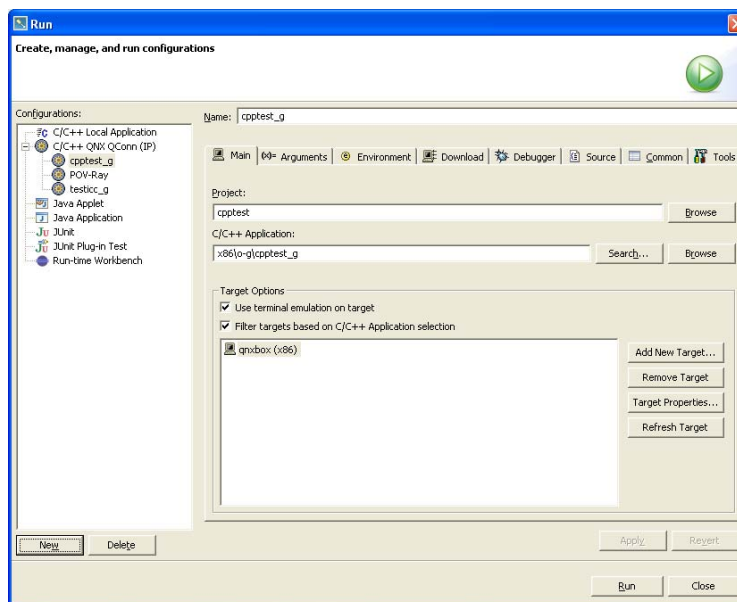 Run
Create, manage, and run configurations
Configurations:
C/C++ Local Application
C/C++ QNX QConn (IP)
cpptest_g
POV-Ray
testicc_g
Java Applet
Java Application
JUnit
JUnit Plug-in Test
Run-time Workbench
New
Delete
Name: cpptest_g
Main (x)= Arguments Environment Download Debugger Source Common Tools
Project:
cpptest
Browse
C/C++ Application:
x86\o-g\cpptest_g
Search... Browse
Target Options
Use terminal emulation on target
Filter targets based on C/C++ Application selection
qnxbox (x86)
Add New Target...
Remove Target
Target Properties...
Refresh Target
Apply Revert
Run Close